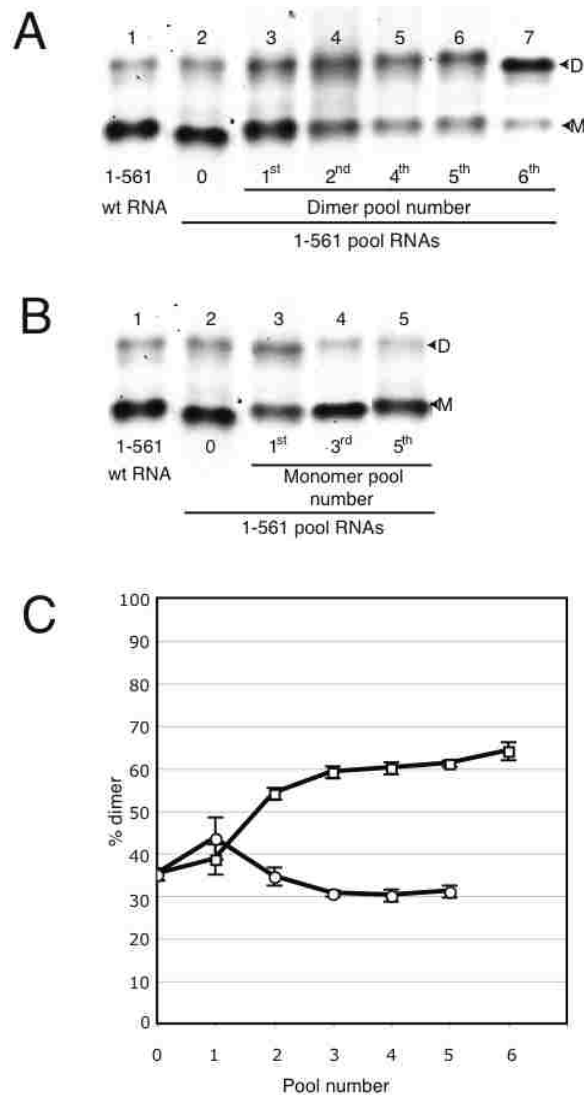 A
1 2 3 4 5 6 7
D
M
1-561 0 1st 2nd 4th 5th 6th
wt RNA Dimer pool number
1-561 pool RNAs
B
1 2 3 4 5
D
M
1-561 0 1st 3rd 5th
wt RNA Monomer pool
number
1-561 pool RNAs
C
100
90
80
70
60
50
40
30
20
10
0
% dimer
0 1 2 3 4 5 6
Pool number